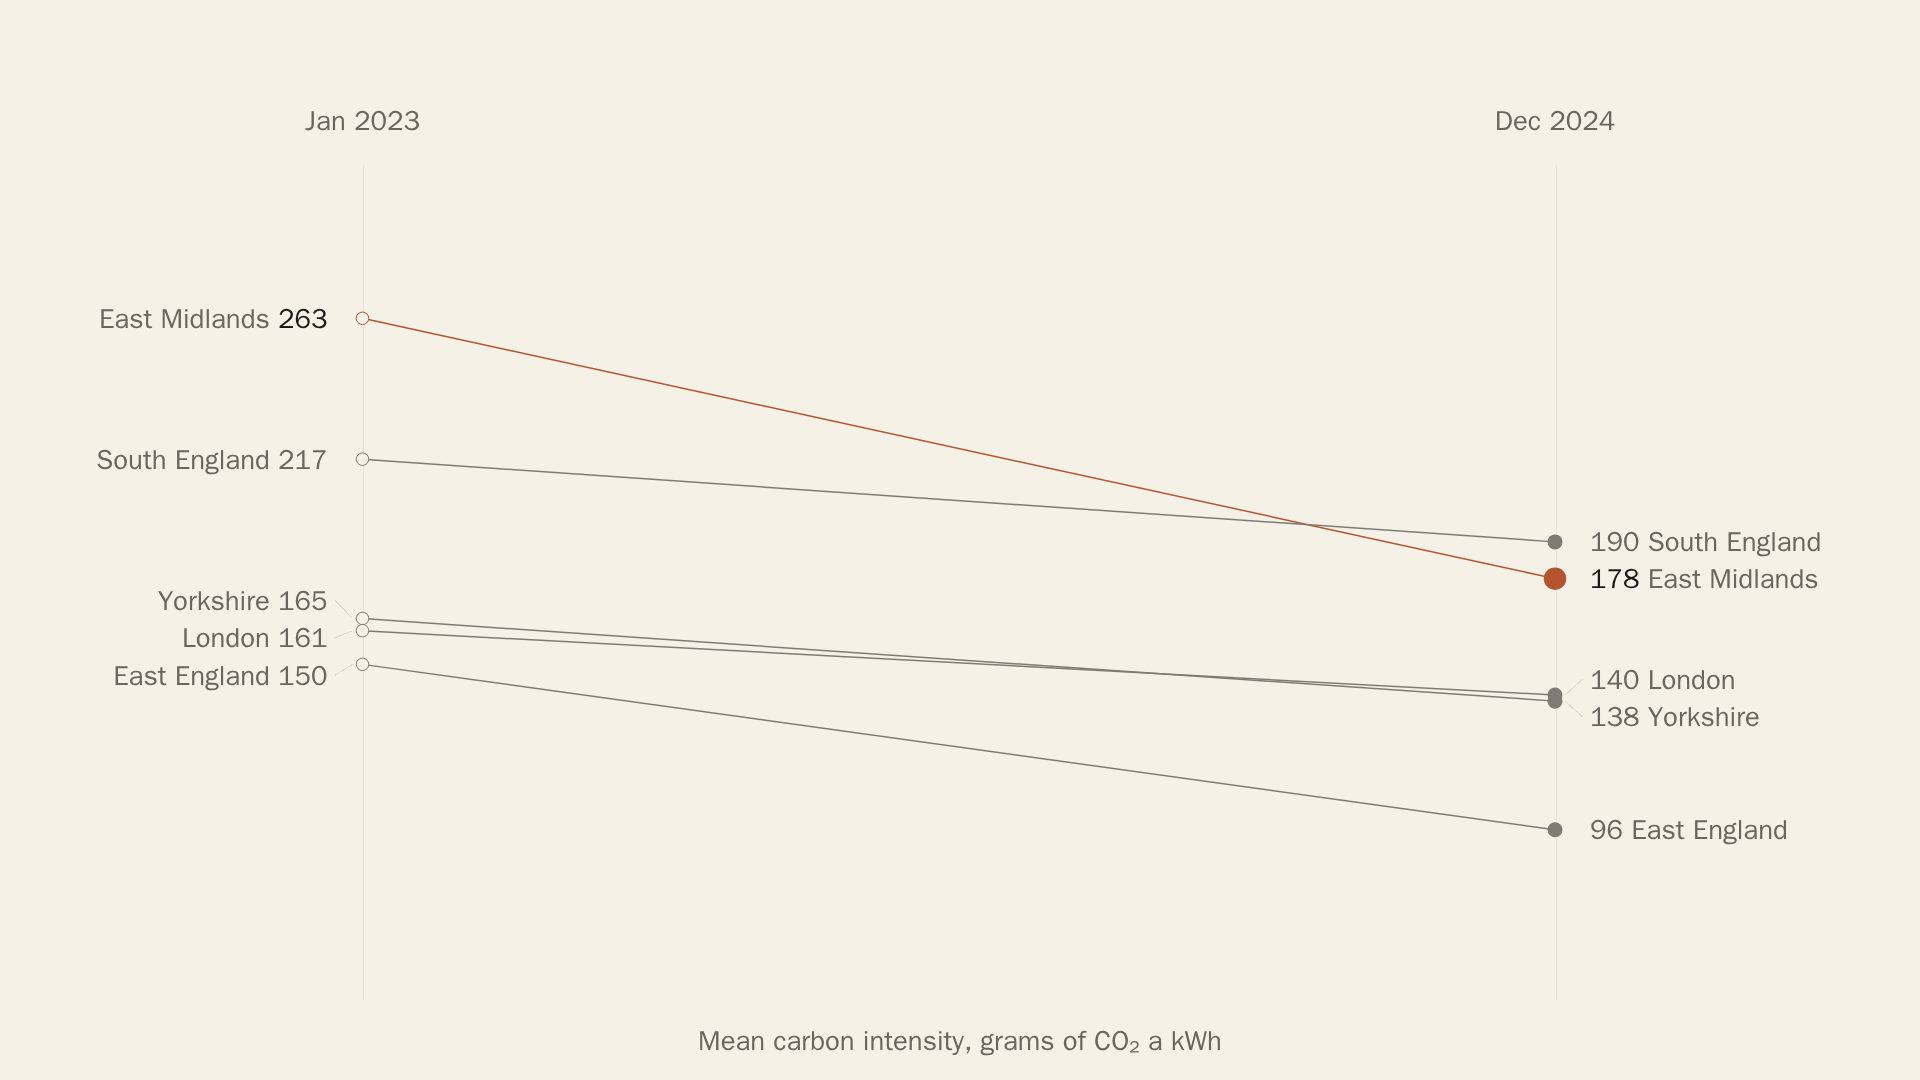 Jan 2023
Dec 2024
East Midlands 263
South England 217
Yorkshire 165
London 161
East England 150
190 South England
178 East Midlands
140 London
138 Yorkshire
96 East England
Mean carbon intensity, grams of CO₂ a kWh